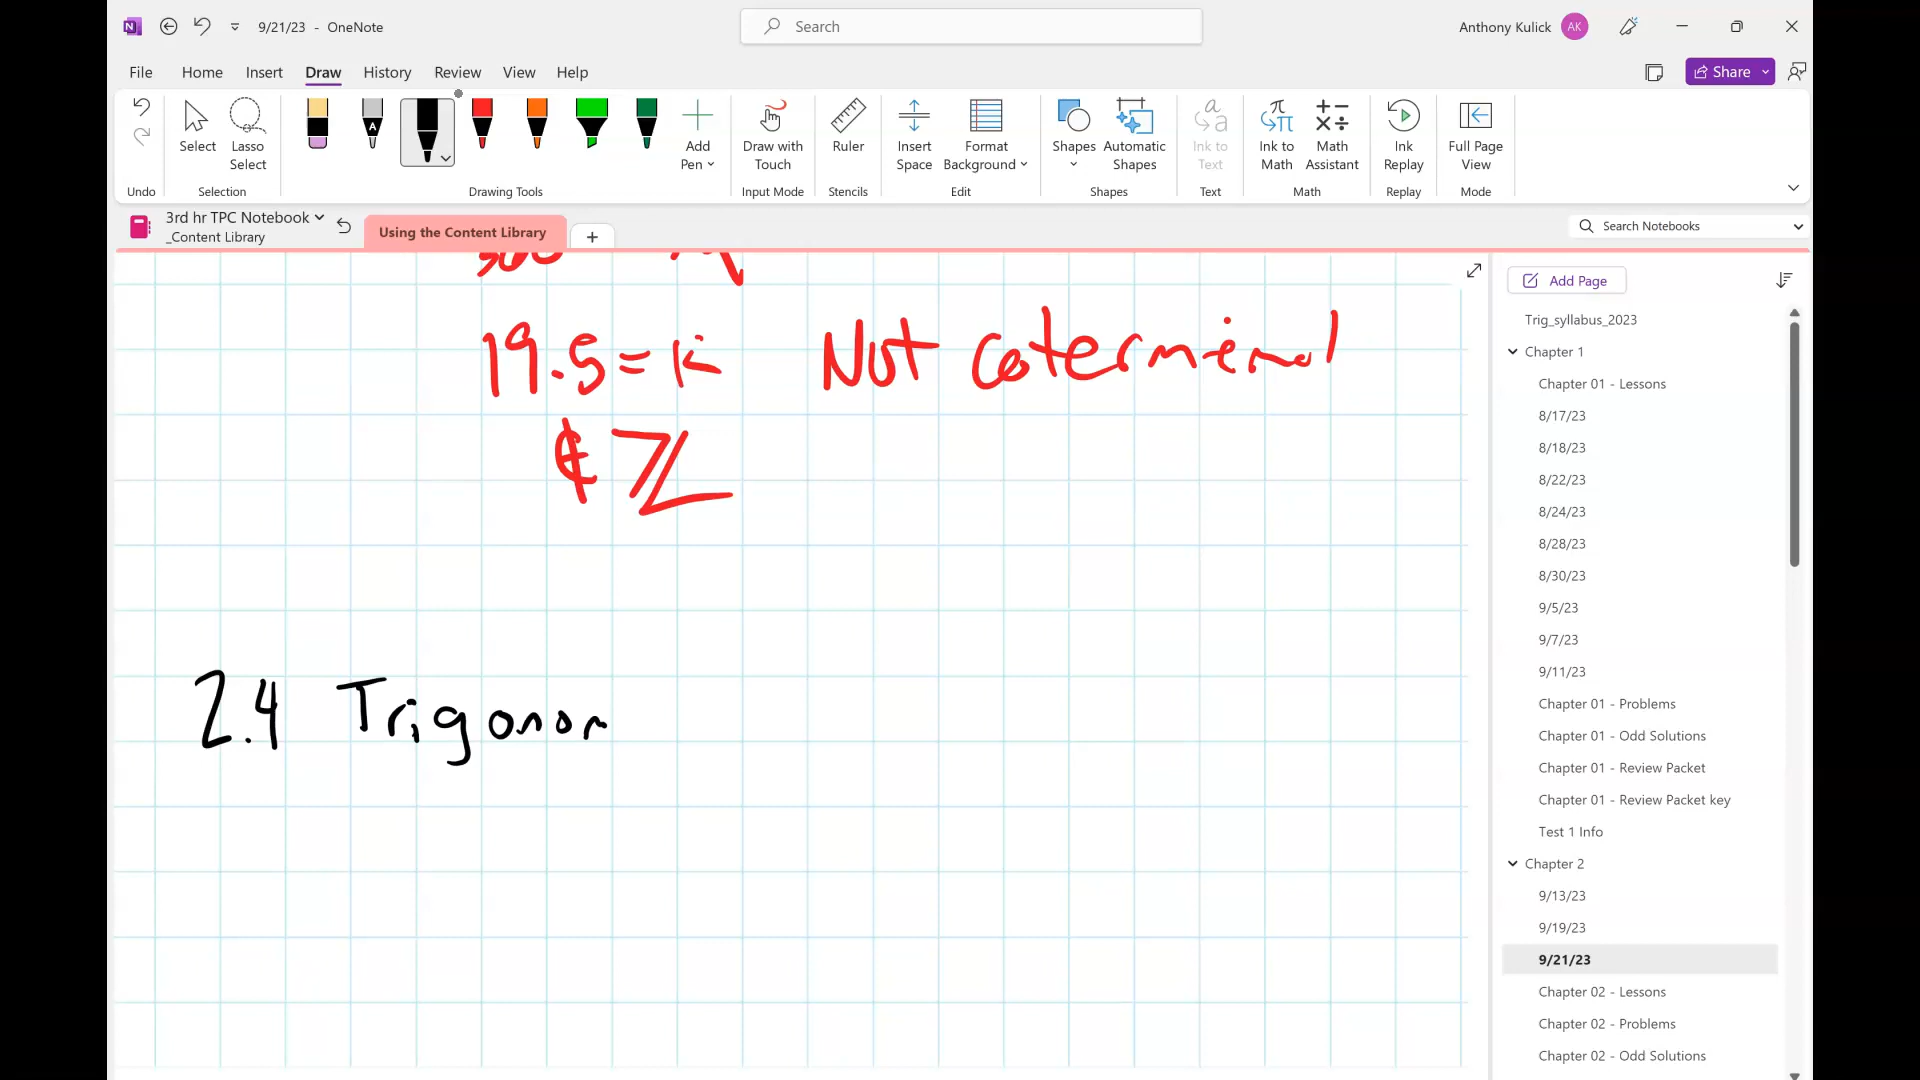 9/21/23 - OneNote
Search
Anthony Kulick
AK
File Home Insert Draw History Review View Help
Share
Undo
Select
Lasso Select
Selection
A
Add Pen
Drawing Tools
Draw with Touch
Input Mode
Ruler
Stencils
Insert Space
Format Background
Edit
Shapes
Automatic Shapes
Shapes
Ink to Text
Text
Ink to Math
Math Assistant
Math
Ink Replay
Replay
Full Page View
Mode
3rd hr TPC Notebook
_Content Library
Using the Content Library
Search Notebooks
19.5 = k Not coterminal
∉ ℤ
2.4 Trigonom
Add Page
Trig_syllabus_2023
Chapter 1
Chapter 01 - Lessons
8/17/23
8/18/23
8/22/23
8/24/23
8/28/23
8/30/23
9/5/23
9/7/23
9/11/23
Chapter 01 - Problems
Chapter 01 - Odd Solutions
Chapter 01 - Review Packet
Chapter 01 - Review Packet key
Test 1 Info
Chapter 2
9/13/23
9/19/23
9/21/23
Chapter 02 - Lessons
Chapter 02 - Problems
Chapter 02 - Odd Solutions